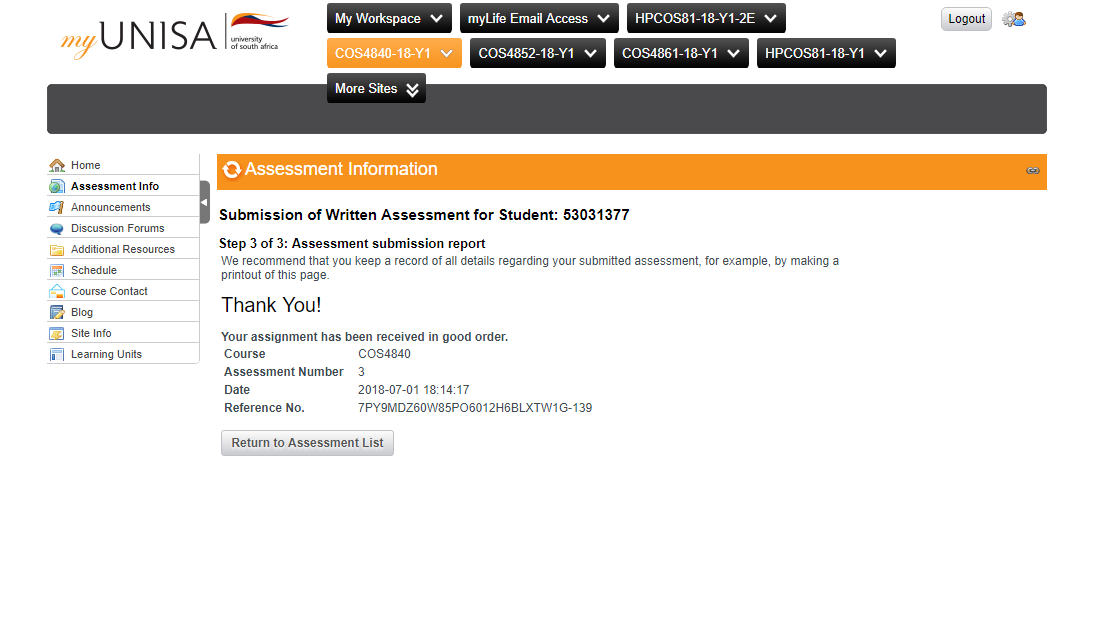 my UNISA
university
of south africa
My Workspace
myLife Email Access
HPCOS81-18-Y1-2E
Logout
COS4840-18-Y1
COS4852-18-Y1
COS4861-18-Y1
HPCOS81-18-Y1
More Sites
Home
Assessment Info
Announcements
Discussion Forums
Additional Resources
Schedule
Course Contact
Blog
Site Info
Learning Units
Assessment Information
Submission of Written Assessment for Student: 53031377
Step 3 of 3: Assessment submission report
We recommend that you keep a record of all details regarding your submitted assessment, for example, by making a
printout of this page.
Thank You!
Your assignment has been received in good order.
Course COS4840
Assessment Number 3
Date 2018-07-01 18:14:17
Reference No. 7PY9MDZ60W85PO6012H6BLXTW1G-139
Return to Assessment List